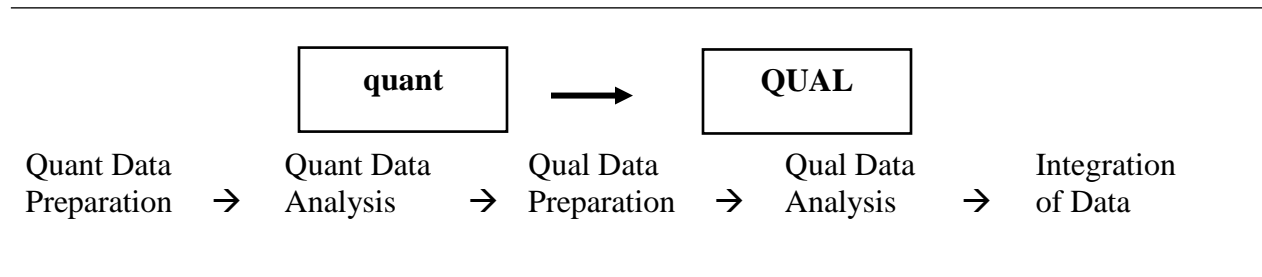 quant QUAL
Quant Data Quant Data Qual Data Qual Data Integration
Preparation → Analysis → Preparation → Analysis → of Data